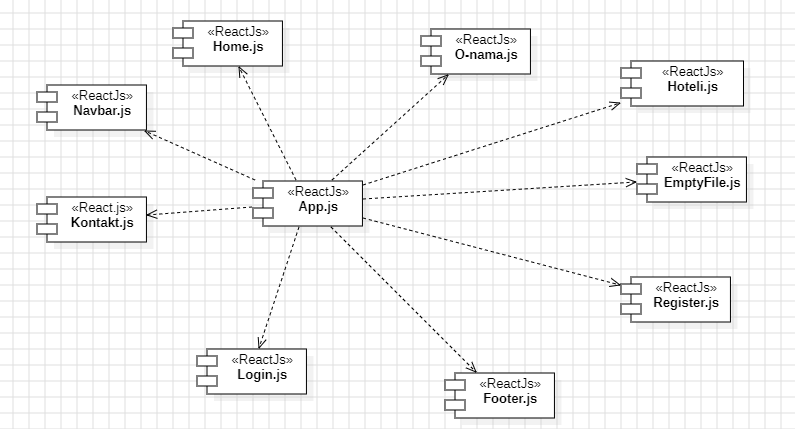 «ReactJs»
Home.js
«ReactJs»
O-nama.js
«ReactJs»
Hoteli.js
«ReactJs»
Navbar.js
«ReactJs»
EmptyFile.js
«ReactJs»
App.js
«React.js»
Kontakt.js
«ReactJs»
Register.js
«ReactJs»
Login.js
«ReactJs»
Footer.js